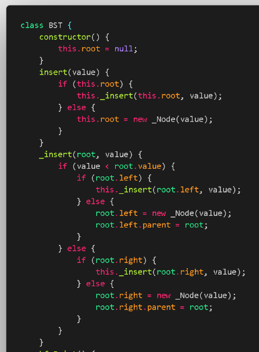 class BST {
    constructor() {
        this.root = null;
    }
    insert(value) {
        if (this.root) {
            this._insert(this.root, value);
        } else {
            this.root = new _Node(value);
        }
    }
    _insert(root, value) {
        if (value < root.value) {
            if (root.left) {
                this._insert(root.left, value);
            } else {
                root.left = new _Node(value);
                root.left.parent = root;
            }
        } else {
            if (root.right) {
                this._insert(root.right, value);
            } else {
                root.right = new _Node(value);
                root.right.parent = root;
            }
        }
    }